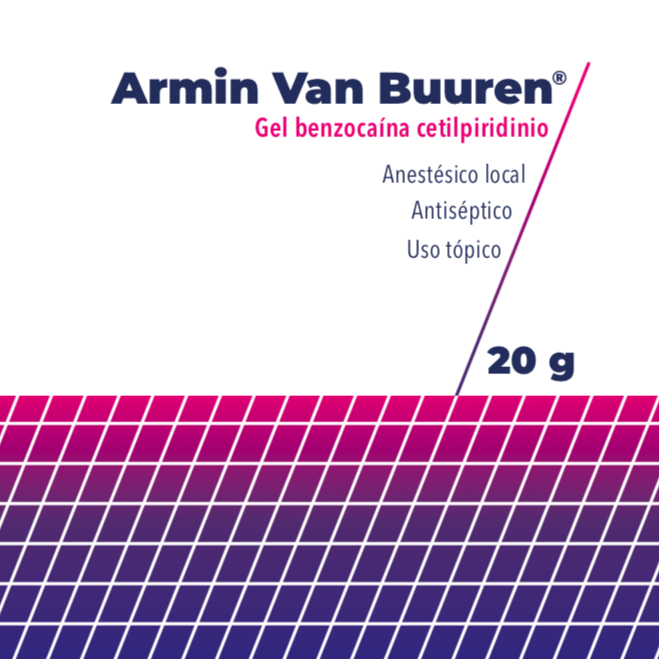 Armin Van Buuren®
Gel benzocaína cetilpiridinio
Anestésico local
Antiséptico
Uso tópico
20 g